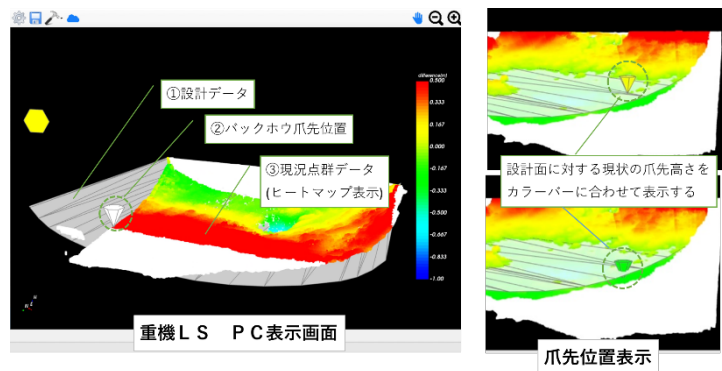 ①設計データ
②バックホウ爪先位置
③現況点群データ
(ヒートマップ表示)
0.500
0.333
0.167
0.000
-0.167
-0.333
-0.500
-0.667
-0.833
-1.00
重機LS　PC表示画面
設計面に対する現状の爪先高さを
カラーバーに合わせて表示する
爪先位置表示